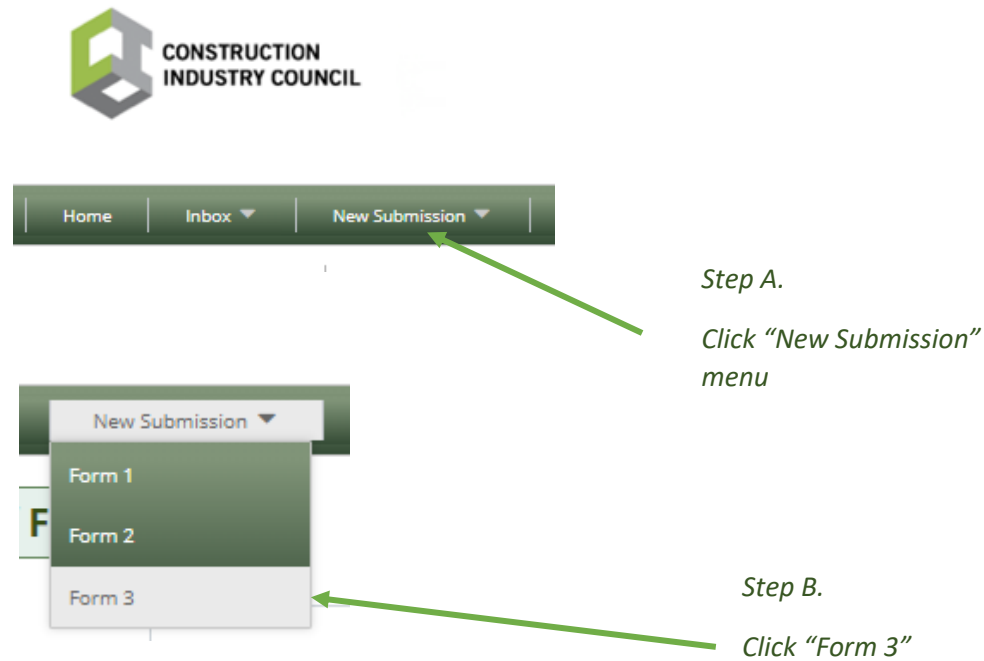 CONSTRUCTION
INDUSTRY COUNCIL
Home Inbox New Submission
Step A.
Click “New Submission”
menu
New Submission
Form 1
F
Form 2
Form 3
Step B.
Click “Form 3”